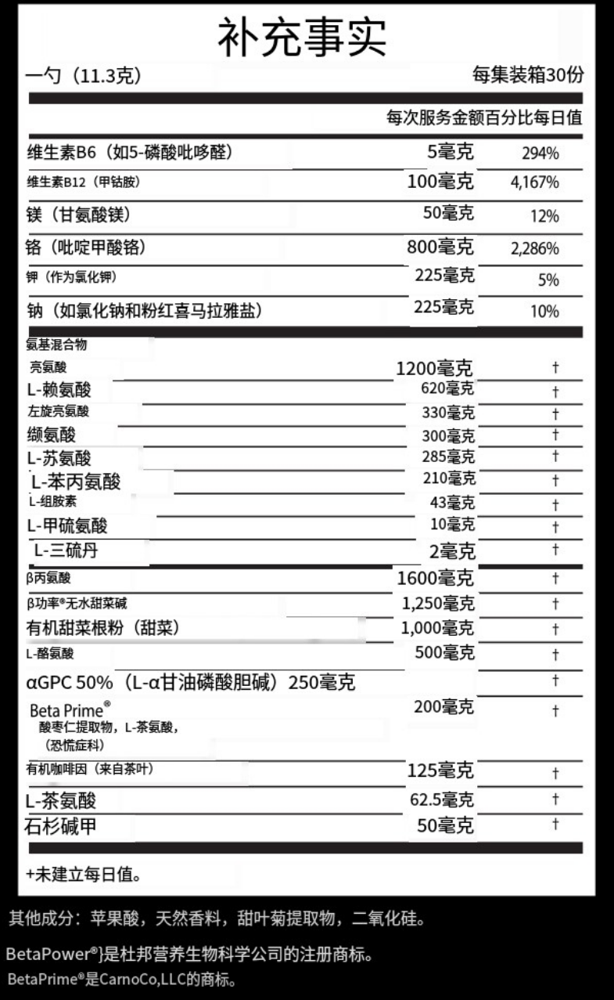 补充事实
一勺（11.3克） 每集装箱30份
每次服务金额百分比每日值
维生素B6（如5-磷酸吡哆醛） 5毫克 294%
维生素B12（甲钴胺） 100毫克 4,167%
镁（甘氨酸镁） 50毫克 12%
铬（吡啶甲酸铬） 800毫克 2,286%
钾（作为氯化钾） 225毫克 5%
钠（如氯化钠和粉红喜马拉雅盐） 225毫克 10%
氨基混合物
亮氨酸 1200毫克 †
L-赖氨酸 620毫克 †
左旋亮氨酸 330毫克 †
缬氨酸 300毫克 †
L-苏氨酸 285毫克 †
L-苯丙氨酸 210毫克 †
L-组胺素 43毫克 †
L-甲硫氨酸 10毫克 †
L-三硫丹 2毫克 †
β丙氨酸 1600毫克 †
β功率®无水甜菜碱 1,250毫克 †
有机甜菜根粉（甜菜） 1,000毫克 †
L-酪氨酸 500毫克 †
αGPC 50%（L-α甘油磷酸胆碱）250毫克 †
Beta Prime® 200毫克 †
酸枣仁提取物，L-茶氨酸，
（恐慌症科）
有机咖啡因（来自茶叶） 125毫克 †
L-茶氨酸 62.5毫克 †
石杉碱甲 50毫克 †
+未建立每日值。
其他成分：苹果酸，天然香料，甜叶菊提取物，二氧化硅。
BetaPower®}是杜邦营养生物科学公司的注册商标。
BetaPrime®是CarnoCo,LLC的商标。